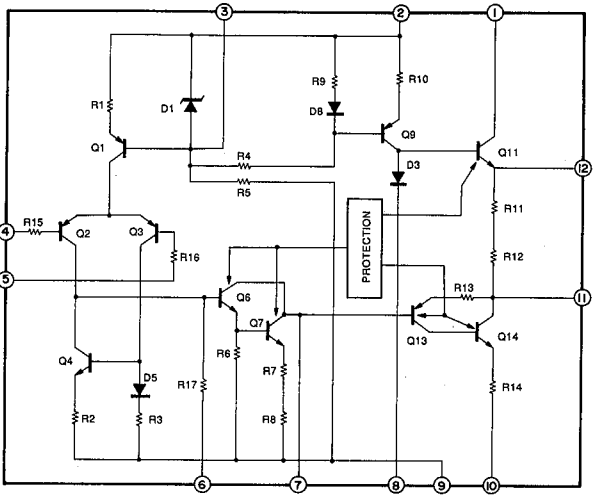 3
2
1
R1
D1
R9
D8
R10
Q1
Q9
Q11
R4
D3
12
R5
R11
4
R15
Q2
Q3
R16
PROTECTION
R12
5
Q6
R13
11
Q7
Q13
Q14
Q4
R6
D5
R7
R17
R14
R2
R3
R8
6
7
8
9
10